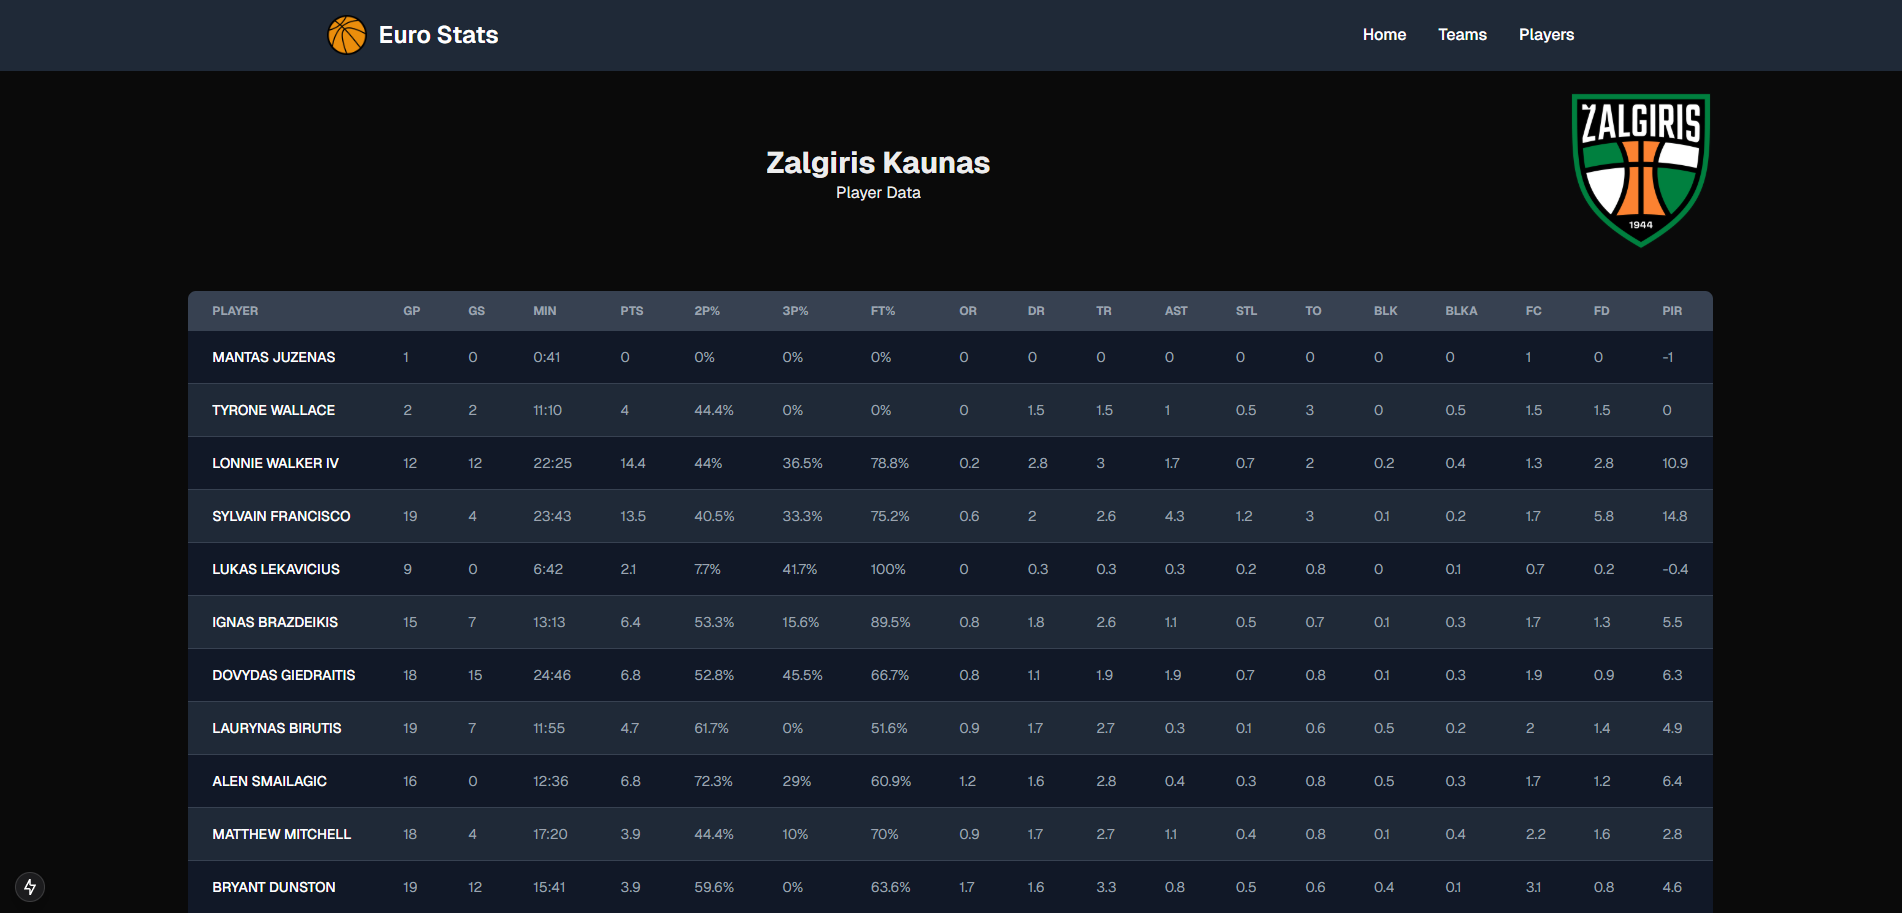 Euro Stats Home Teams Players
ŽALGIRIS
1944
Zalgiris Kaunas
Player Data
PLAYER GP GS MIN PTS 2P% 3P% FT% OR DR TR AST STL TO BLK BLKA FC FD PIR
MANTAS JUZENAS 1 0 0:41 0 0% 0% 0% 0 0 0 0 0 0 0 0 1 0 -1
TYRONE WALLACE 2 2 11:10 4 44.4% 0% 0% 0 1.5 1.5 1 0.5 3 0 0.5 1.5 1.5 0
LONNIE WALKER IV 12 12 22:25 14.4 44% 36.5% 78.8% 0.2 2.8 3 1.7 0.7 2 0.2 0.4 1.3 2.8 10.9
SYLVAIN FRANCISCO 19 4 23:43 13.5 40.5% 33.3% 75.2% 0.6 2 2.6 4.3 1.2 3 0.1 0.2 1.7 5.8 14.8
LUKAS LEKAVICIUS 9 0 6:42 2.1 7.7% 41.7% 100% 0 0.3 0.3 0.3 0.2 0.8 0 0.1 0.7 0.2 -0.4
IGNAS BRAZDEIKIS 15 7 13:13 6.4 53.3% 15.6% 89.5% 0.8 1.8 2.6 1.1 0.5 0.7 0.1 0.3 1.7 1.3 5.5
DOVYDAS GIEDRAITIS 18 15 24:46 6.8 52.8% 45.5% 66.7% 0.8 1.1 1.9 1.9 0.7 0.8 0.1 0.3 1.9 0.9 6.3
LAURYNAS BIRUTIS 19 7 11:55 4.7 61.7% 0% 51.6% 0.9 1.7 2.7 0.3 0.1 0.6 0.5 0.2 2 1.4 4.9
ALEN SMAILAGIC 16 0 12:36 6.8 72.3% 29% 60.9% 1.2 1.6 2.8 0.4 0.3 0.8 0.5 0.3 1.7 1.2 6.4
MATTHEW MITCHELL 18 4 17:20 3.9 44.4% 10% 70% 0.9 1.7 2.7 1.1 0.4 0.8 0.1 0.4 2.2 1.6 2.8
BRYANT DUNSTON 19 12 15:41 3.9 59.6% 0% 63.6% 1.7 1.6 3.3 0.8 0.5 0.6 0.4 0.1 3.1 0.8 4.6